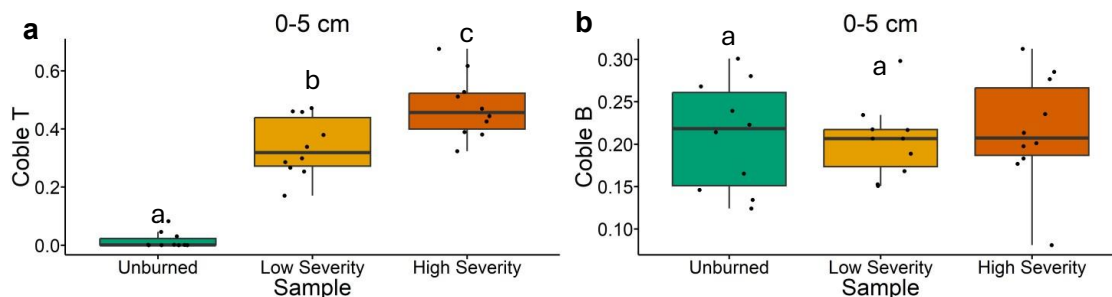 a
0-5 cm
Coble T
0.6
0.4
0.2
0.0
a
b
c
Unburned
Low Severity
High Severity
Sample
b
0-5 cm
Coble B
0.30
0.25
0.20
0.15
0.10
a
a
Unburned
Low Severity
High Severity
Sample